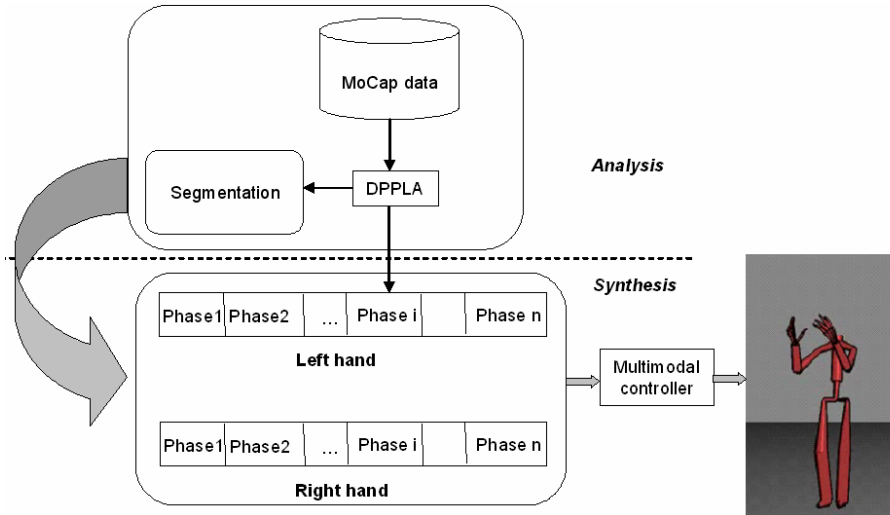 MoCap data
Analysis
Segmentation
DPPLA
Synthesis
Phase1 Phase2 ... Phase i Phase n
Left hand
Multimodal
controller
Phase1 Phase2 ... Phase i Phase n
Right hand